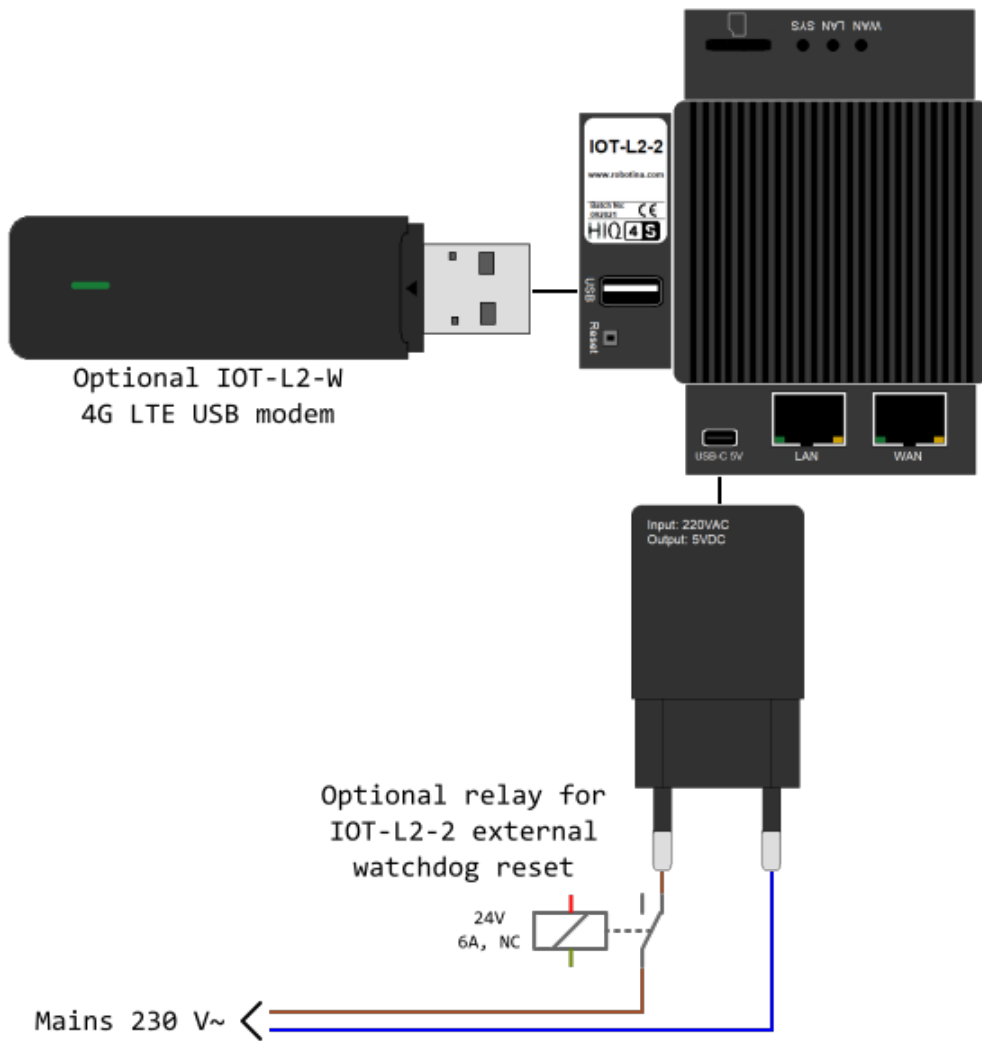 SYS LAN WAN
IOT-L2-2
www.robotina.com
Batch No:
HIQ 4S
USB
Reset
Optional IOT-L2-W
4G LTE USB modem
USB-C 5V
LAN
WAN
Input: 220VAC
Output: 5VDC
Optional relay for
IOT-L2-2 external
watchdog reset
24V
6A, NC
Mains 230 V~